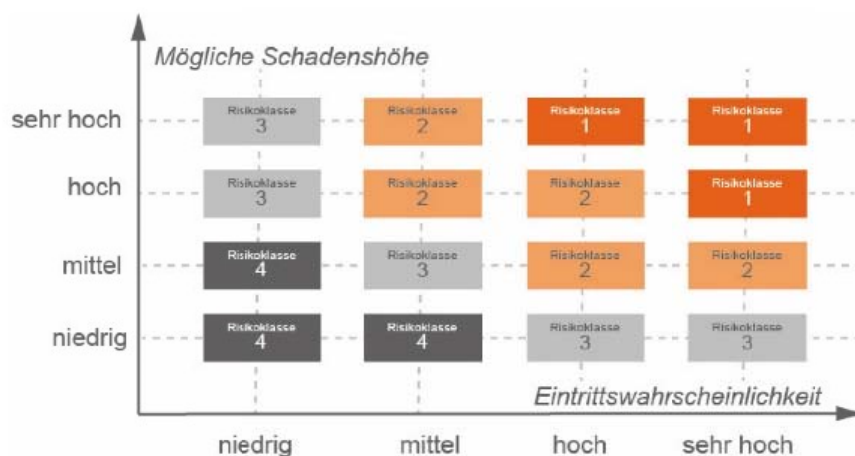 Mögliche Schadenshöhe
sehr hoch
Risikoklasse
3
Risikoklasse
2
Risikoklasse
1
Risikoklasse
1
hoch
Risikoklasse
3
Risikoklasse
2
Risikoklasse
2
Risikoklasse
1
mittel
Risikoklasse
4
Risikoklasse
3
Risikoklasse
2
Risikoklasse
2
niedrig
Risikoklasse
4
Risikoklasse
4
Risikoklasse
3
Risikoklasse
3
Eintrittswahrscheinlichkeit
niedrig
mittel
hoch
sehr hoch